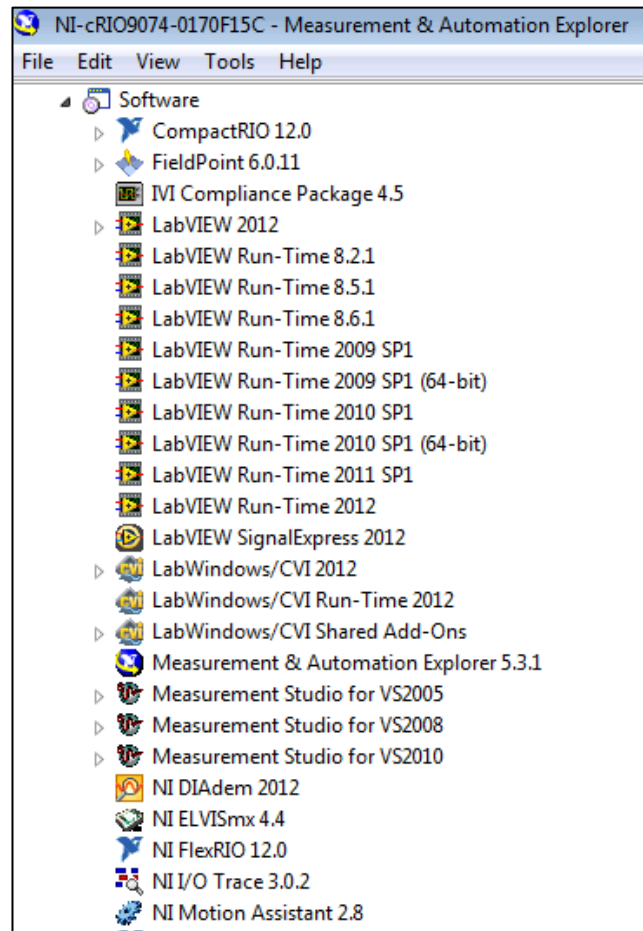 NI-cRIO9074-0170F15C - Measurement & Automation Explorer
File Edit View Tools Help
Software
CompactRIO 12.0
FieldPoint 6.0.11
IVI Compliance Package 4.5
LabVIEW 2012
LabVIEW Run-Time 8.2.1
LabVIEW Run-Time 8.5.1
LabVIEW Run-Time 8.6.1
LabVIEW Run-Time 2009 SP1
LabVIEW Run-Time 2009 SP1 (64-bit)
LabVIEW Run-Time 2010 SP1
LabVIEW Run-Time 2010 SP1 (64-bit)
LabVIEW Run-Time 2011 SP1
LabVIEW Run-Time 2012
LabVIEW SignalExpress 2012
LabWindows/CVI 2012
LabWindows/CVI Run-Time 2012
LabWindows/CVI Shared Add-Ons
Measurement & Automation Explorer 5.3.1
Measurement Studio for VS2005
Measurement Studio for VS2008
Measurement Studio for VS2010
NI DIAdem 2012
NI ELVISmx 4.4
NI FlexRIO 12.0
NI I/O Trace 3.0.2
NI Motion Assistant 2.8